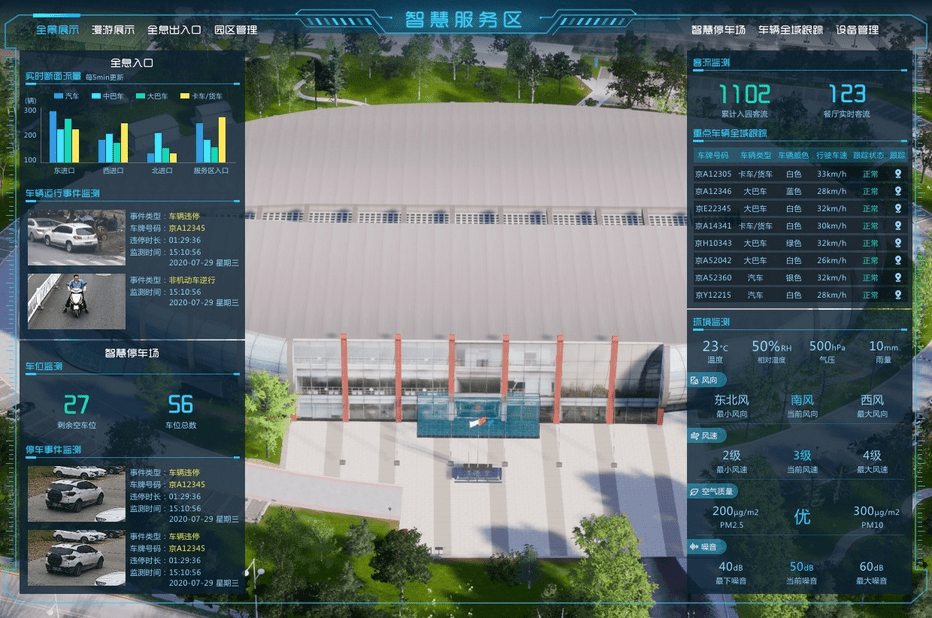 智慧服务区
全景展示 漫游展示 全息出入口 园区管理
智慧停车场 车辆全域跟踪 设备管理
全息入口
实时断面流量 每5min更新
(辆) 汽车 中巴车 大巴车 卡车/货车
300
200
100
东进口 西进口 北进口 服务区入口
车辆运行事件监测
事件类型：车辆违停
车牌号码：京A12345
违停时长：01:29:36
监测时间：15:10:56
2020-07-29 星期三
事件类型：非机动车逆行
监测时间：15:10:56
2020-07-29 星期三
智慧停车场
车位监测
27 56
剩余空车位 车位总数
停车事件监测
事件类型：车辆违停
车牌号码：京A12345
违停时长：01:29:36
监测时间：15:10:56
2020-07-29 星期三
事件类型：车辆违停
车牌号码：京A12345
违停时长：01:29:36
监测时间：15:10:56
2020-07-29 星期三
客流监测
1102 123
累计入园客流 餐厅实时客流
重点车辆全域跟踪
车牌号码 车辆类型 车辆颜色 行驶车速 跟踪状态 跟踪
京A12305 卡车/货车 白色 33km/h 正常
京A12346 大巴车 蓝色 28km/h 正常
京E22345 大巴车 白色 32km/h 正常
京A14341 卡车/货车 白色 30km/h 正常
京H10343 大巴车 绿色 32km/h 正常
京A52042 大巴车 白色 26km/h 正常
京A52360 汽车 银色 32km/h 正常
京Y12215 汽车 白色 28km/h 正常
环境监测
23℃ 50%RH 500hPa 10mm
温度 相对湿度 气压 雨量
风向
东北风 南风 西风
最小风向 当前风向 最大风向
风速
2级 3级 4级
最小风速 当前风速 最大风速
空气质量
200μg/m2 优 300μg/m2
PM2.5 PM10
噪音
40dB 50dB 60dB
最下噪音 当前噪音 最大噪音